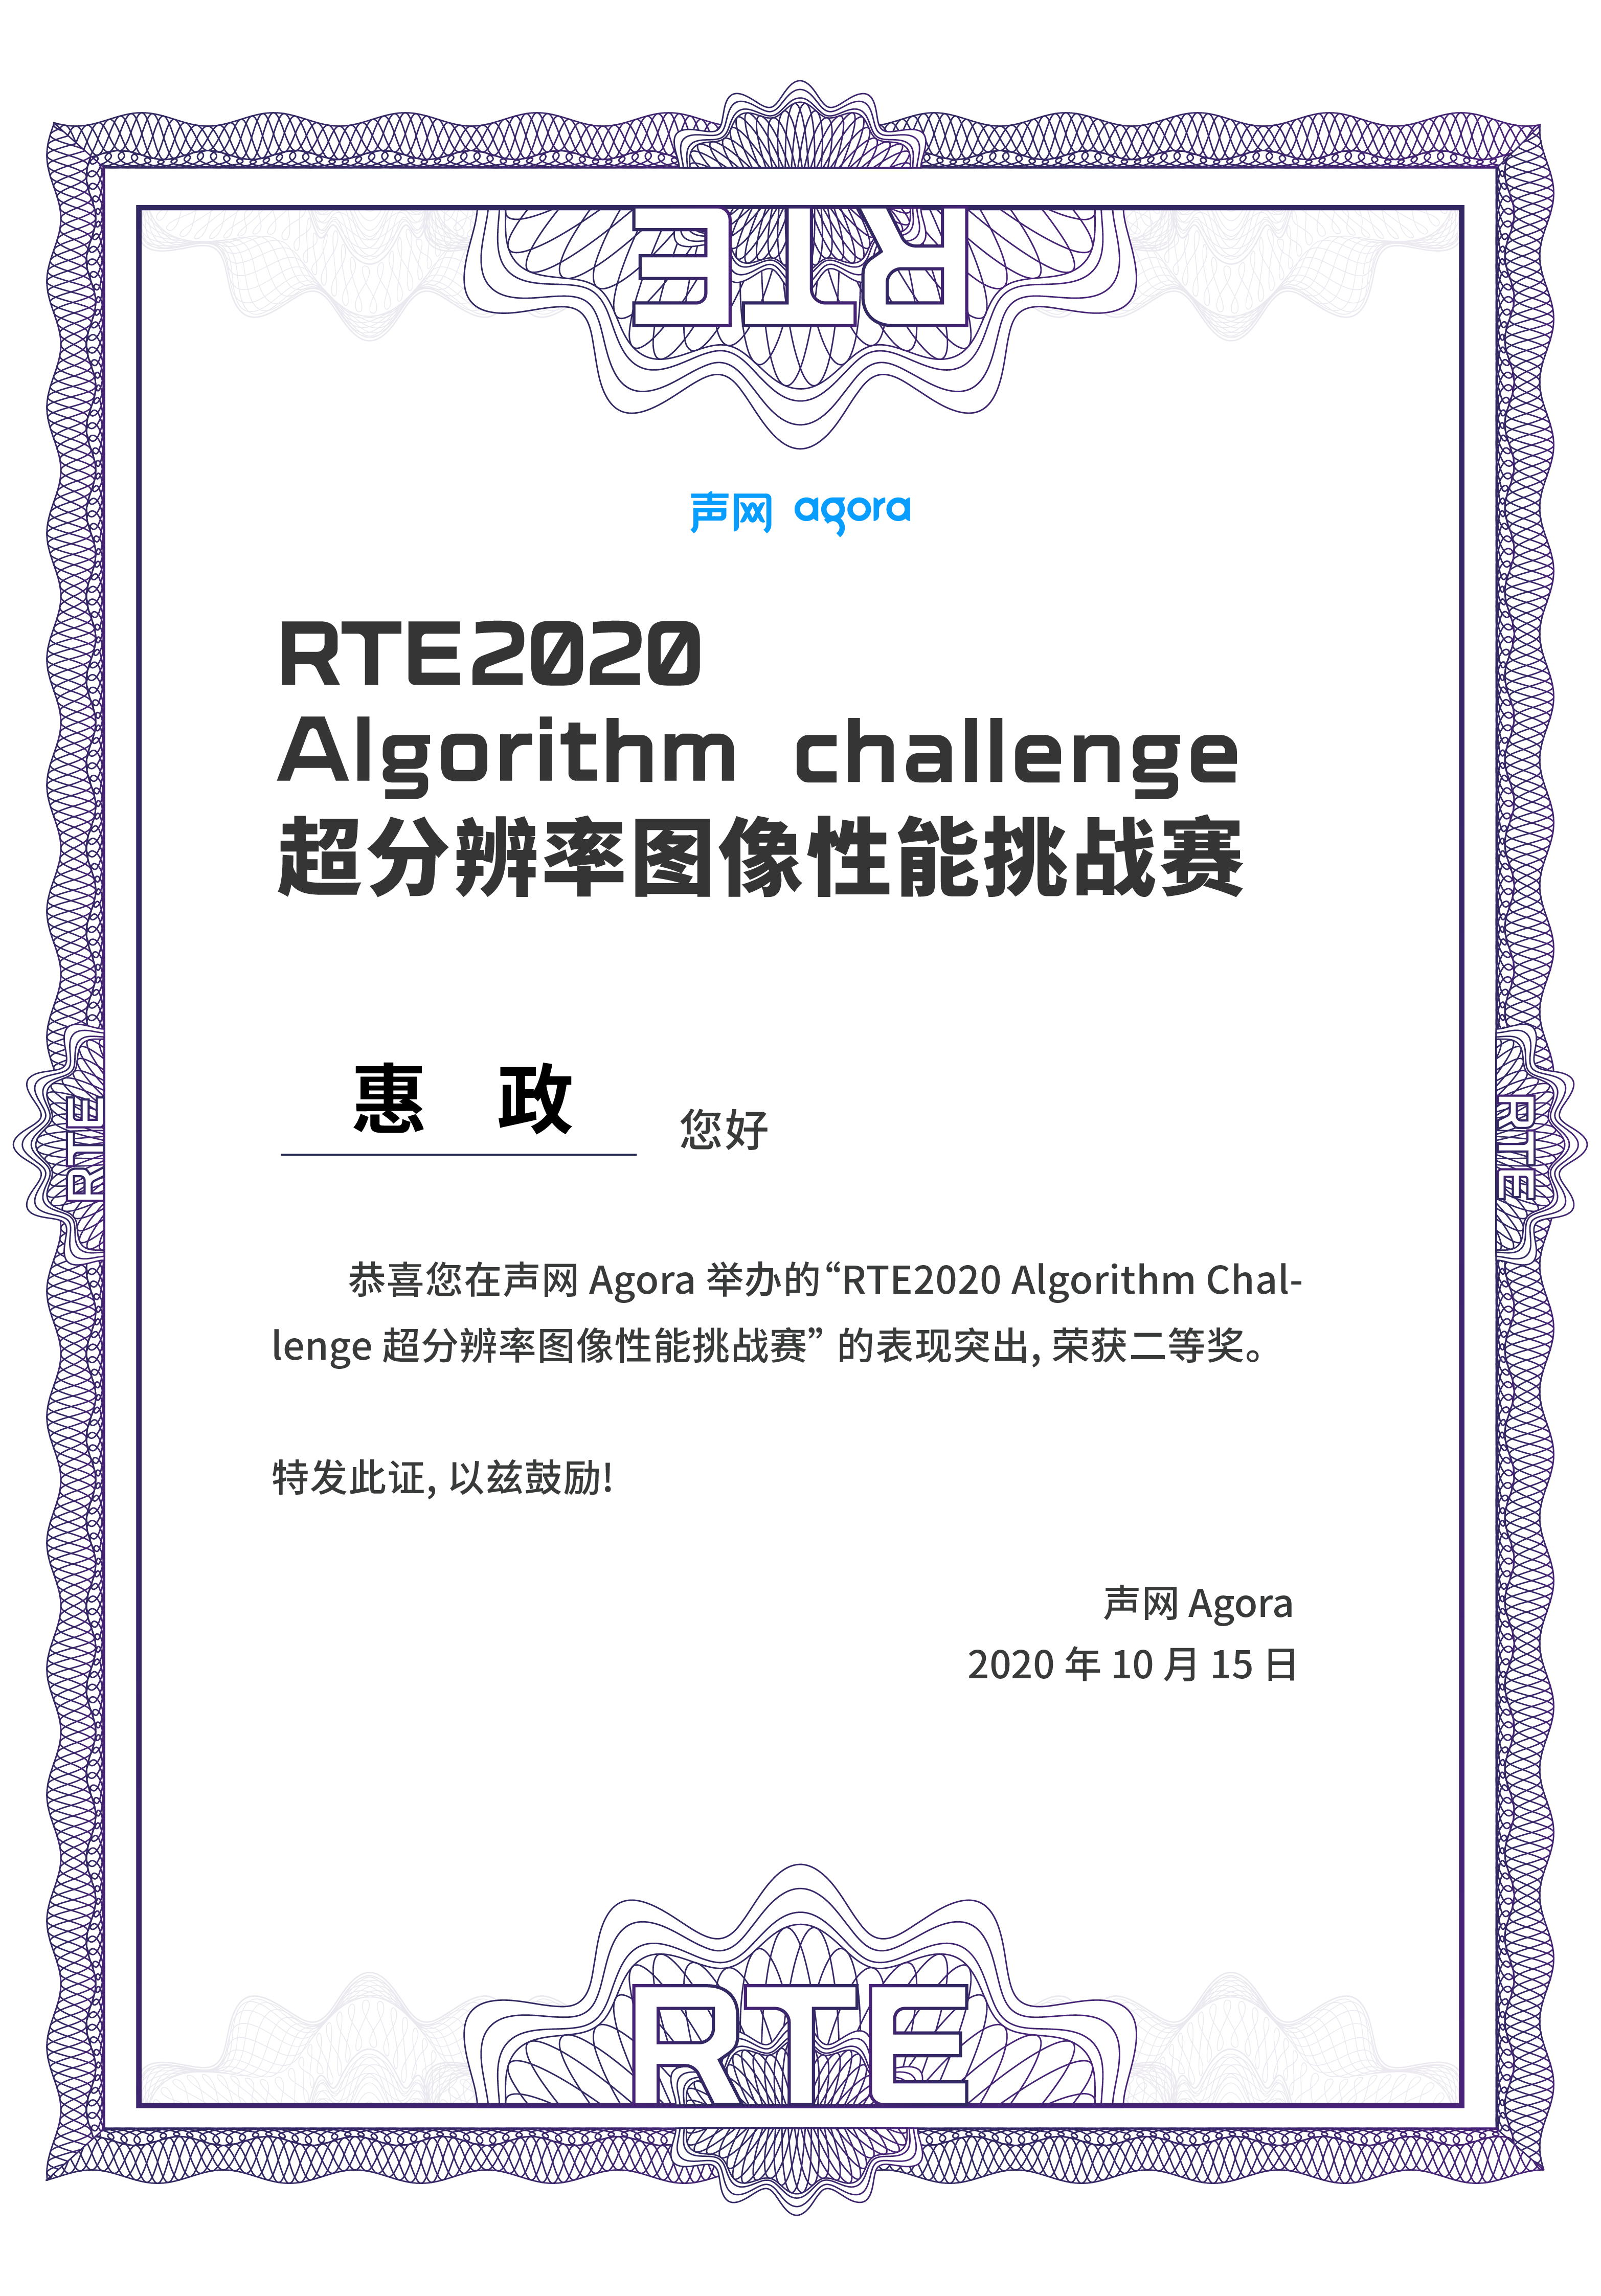 RTE
声网 agora
RTE2020
Algorithm challenge
超分辨率图像性能挑战赛
惠 政 您好
RTE
RTE
恭喜您在声网 Agora 举办的“RTE2020 Algorithm Chal-
lenge 超分辨率图像性能挑战赛” 的表现突出, 荣获二等奖。
特发此证, 以兹鼓励!
声网 Agora
2020 年 10 月 15 日
RTE